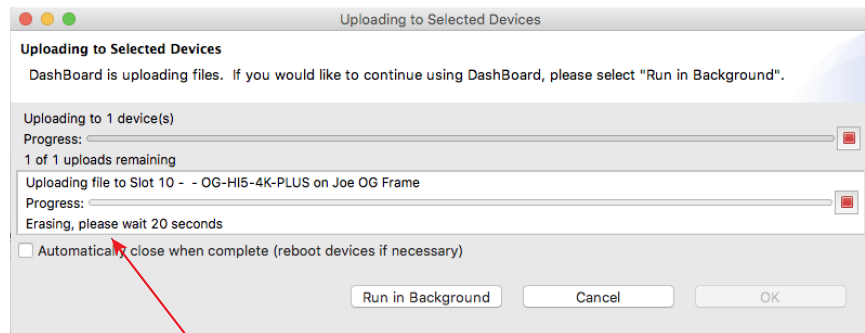 Uploading to Selected Devices
Uploading to Selected Devices
DashBoard is uploading files. If you would like to continue using DashBoard, please select "Run in Background".
Uploading to 1 device(s)
Progress:
1 of 1 uploads remaining
Uploading file to Slot 10 - - OG-HI5-4K-PLUS on Joe OG Frame
Progress:
Erasing, please wait 20 seconds
Automatically close when complete (reboot devices if necessary)
Run in Background Cancel OK